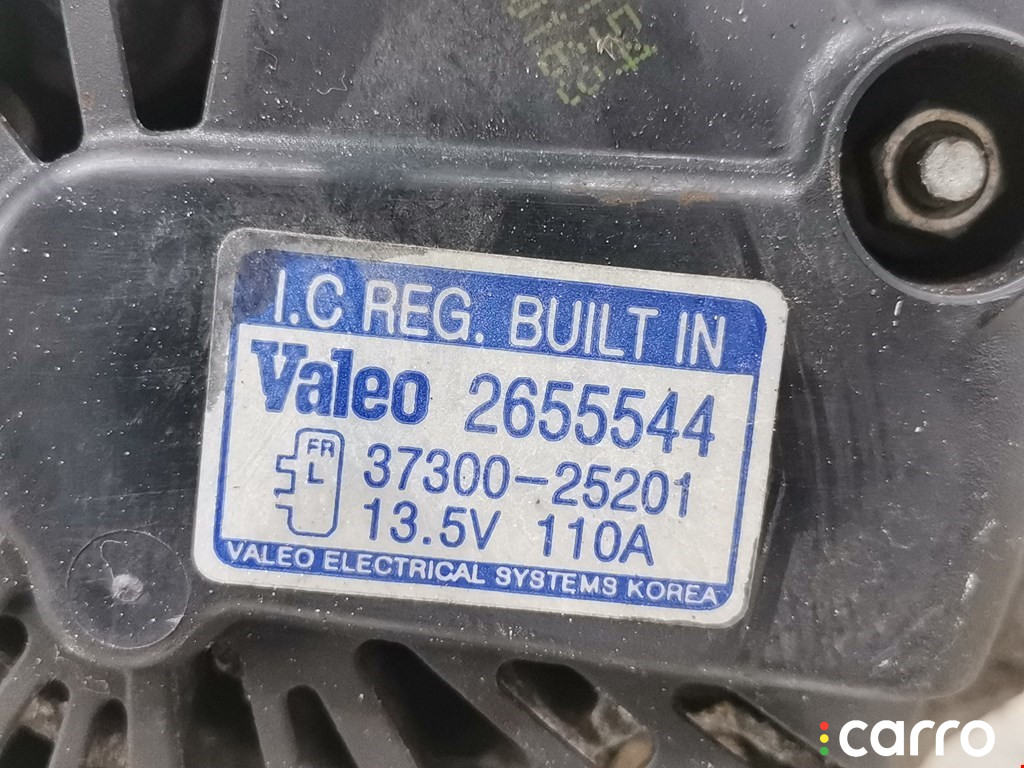 I.C REG. BUILT IN
Valeo 2655544
FR
L
37300-25201
13.5V 110A
VALEO ELECTRICAL SYSTEMS KOREA
carro